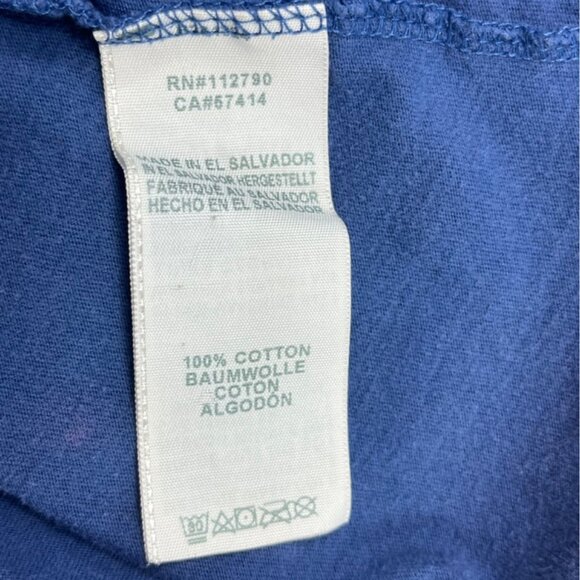 RN#112790
CA#57414
MADE IN EL SALVADOR
IN EL SALVADOR HERGESTELLT
FABRIQUE AU SALVADOR
HECHO EN EL SALVADOR
100% COTTON
BAUMWOLLE
COTON
ALGODÓN
30